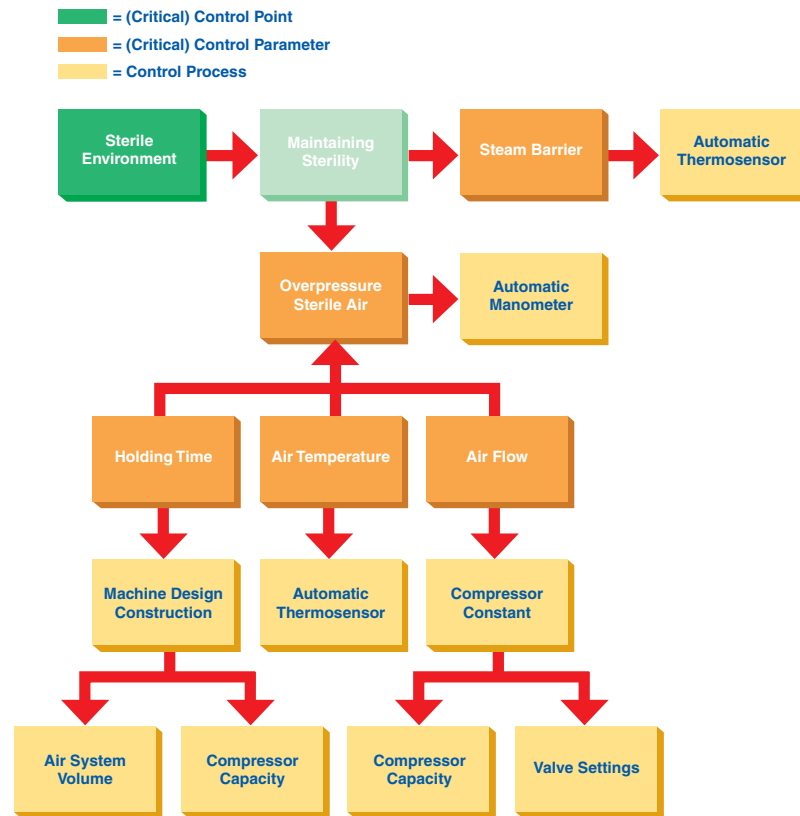 = (Critical) Control Point
= (Critical) Control Parameter
= Control Process
Sterile
Environment
Maintaining
Sterility
Steam Barrier
Automatic
Thermosensor
Overpressure
Sterile Air
Automatic
Manometer
Holding Time
Air Temperature
Air Flow
Machine Design
Construction
Automatic
Thermosensor
Compressor
Constant
Air System
Volume
Compressor
Capacity
Compressor
Capacity
Valve Settings